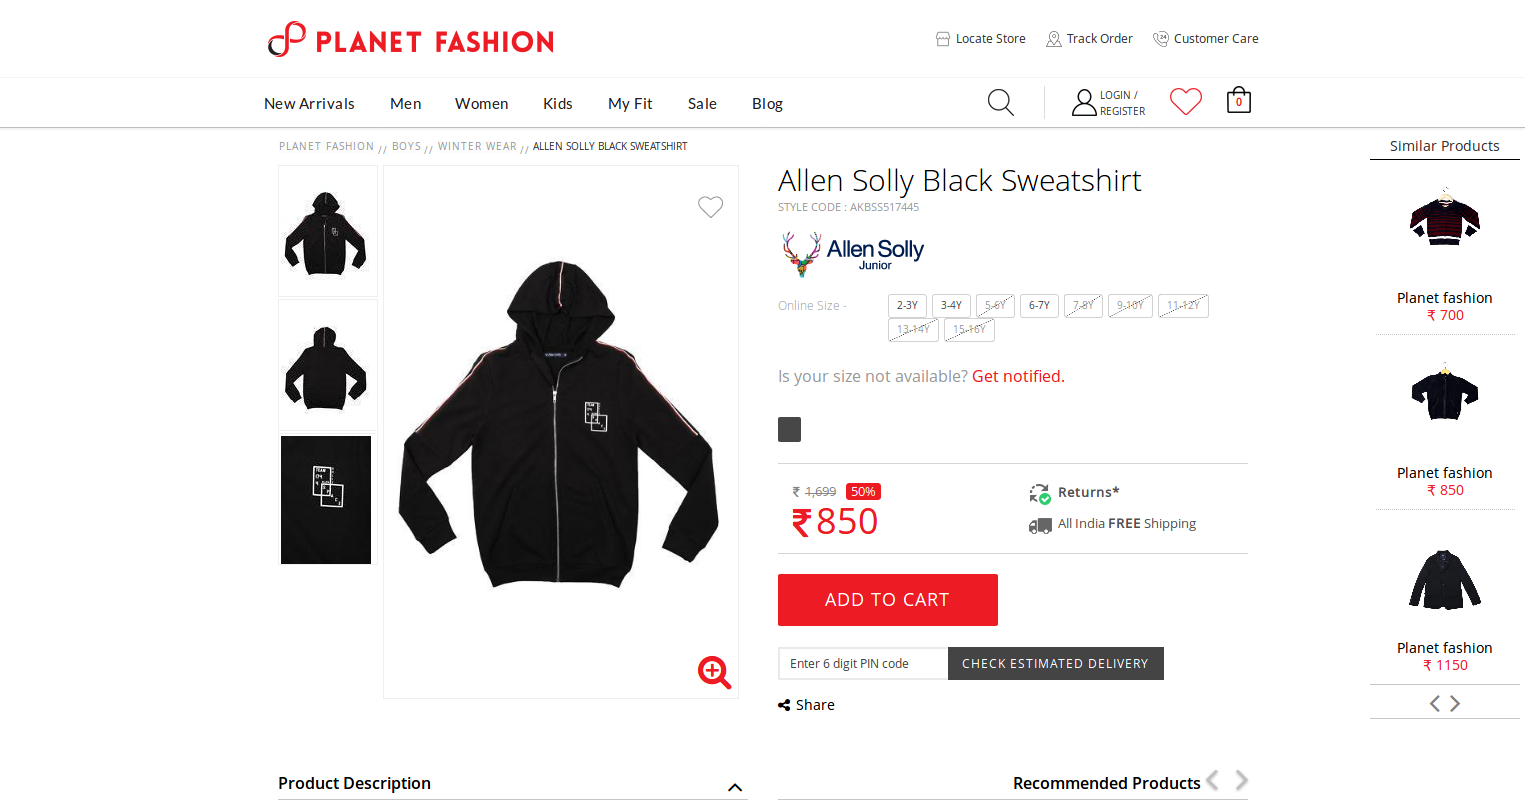 PLANET FASHION
Locate Store
Track Order
24
Customer Care
New Arrivals
Men
Women
Kids
My Fit
Sale
Blog
LOGIN /
REGISTER
0
PLANET FASHION // BOYS // WINTER WEAR // ALLEN SOLLY BLACK SWEATSHIRT
Similar Products
Allen Solly Black Sweatshirt
STYLE CODE : AKBSS517445
Allen Solly
Junior
Online Size -
2-3Y
3-4Y
5-6Y
6-7Y
7-8Y
9-10Y
11-12Y
13-14Y
15-16Y
Is your size not available? Get notified.
₹ 1,699 50%
₹850
Returns*
All India FREE Shipping
ADD TO CART
Enter 6 digit PIN code
CHECK ESTIMATED DELIVERY
Share
TEAM
Planet fashion
₹ 700
Planet fashion
₹ 850
Planet fashion
₹ 1150
Product Description
Recommended Products